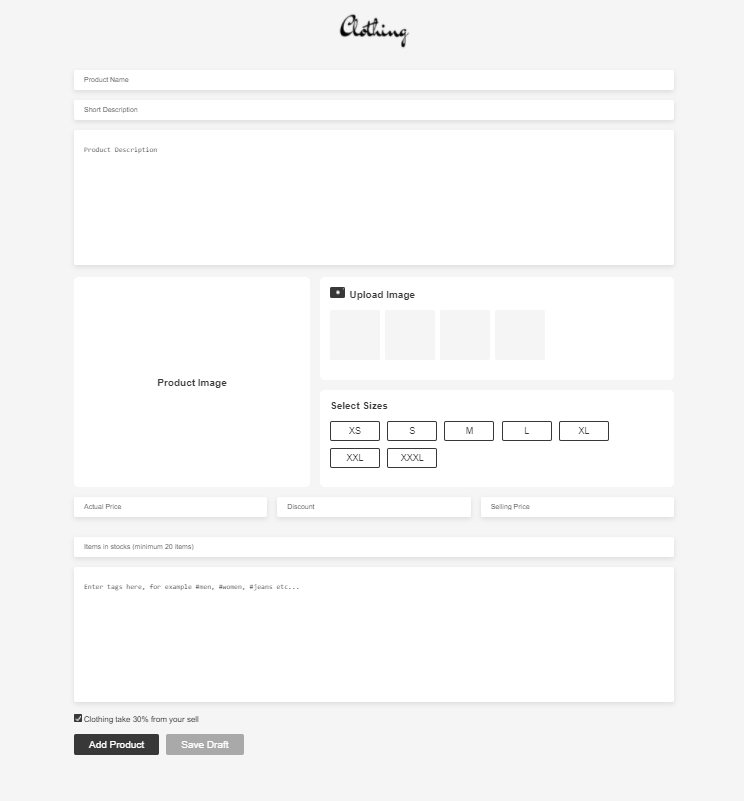 Clothing
Product Name
Short Description
Product Description
Product Image
Upload Image
Select Sizes
XS S M L XL
XXL XXXL
Actual Price Discount Selling Price
Items in stocks (minimum 20 items)
Enter tags here, for example #men, #women, #jeans etc...
Clothing take 30% from your sell
Add Product Save Draft